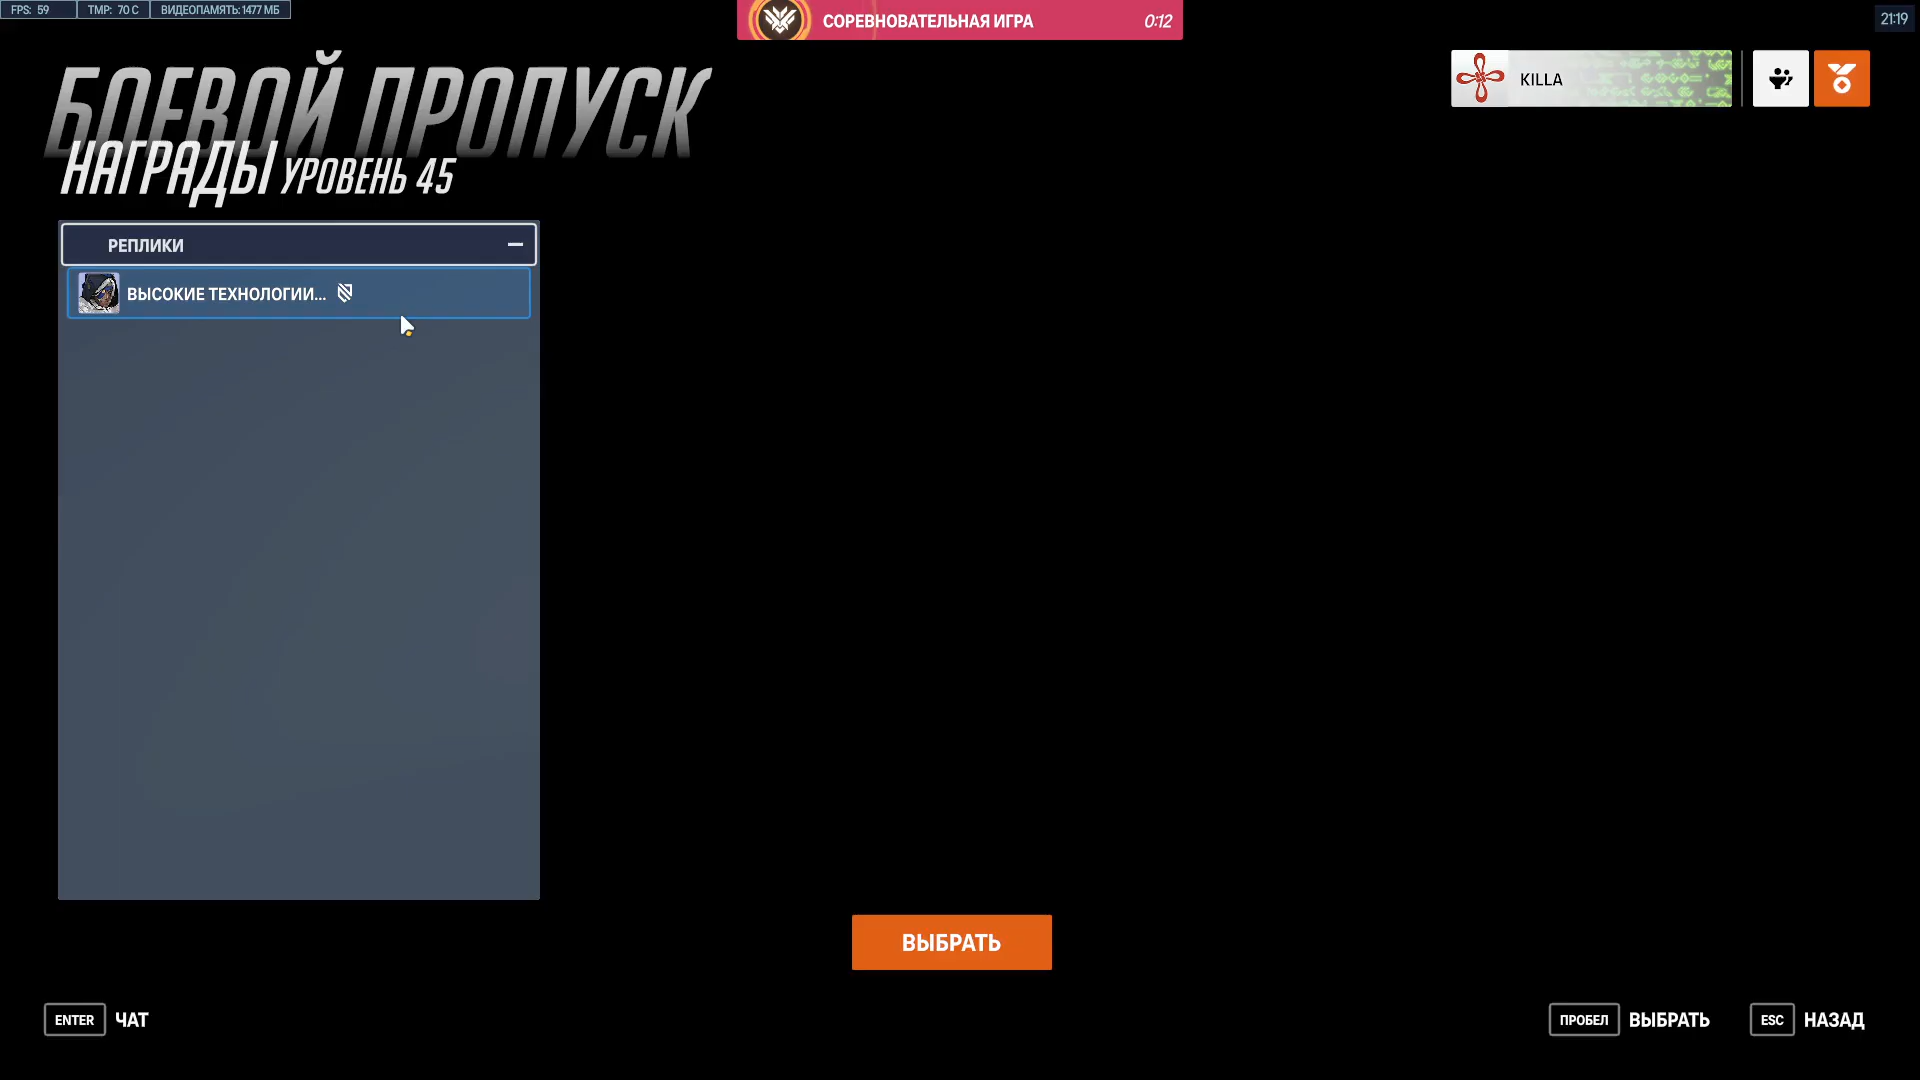 FPS: 59 TMP: 70 C ВИДЕОПАМЯТЬ: 1477 МБ
СОРЕВНОВАТЕЛЬНАЯ ИГРА 0:12
21:19
БОЕВОЙ ПРОПУСК
НАГРАДЫ УРОВЕНЬ 45
KILLA
РЕПЛИКИ
ВЫСОКИЕ ТЕХНОЛОГИИ...
ВЫБРАТЬ
ENTER ЧАТ
ПРОБЕЛ ВЫБРАТЬ ESC НАЗАД